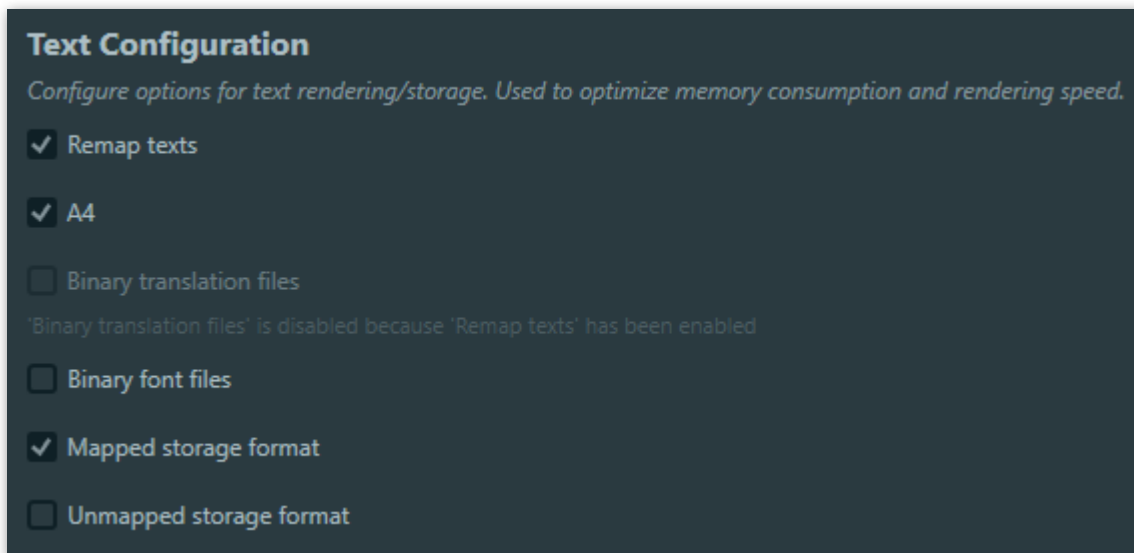 Text Configuration
Configure options for text rendering/storage. Used to optimize memory consumption and rendering speed.
Remap texts
A4
Binary translation files
'Binary translation files' is disabled because 'Remap texts' has been enabled
Binary font files
Mapped storage format
Unmapped storage format